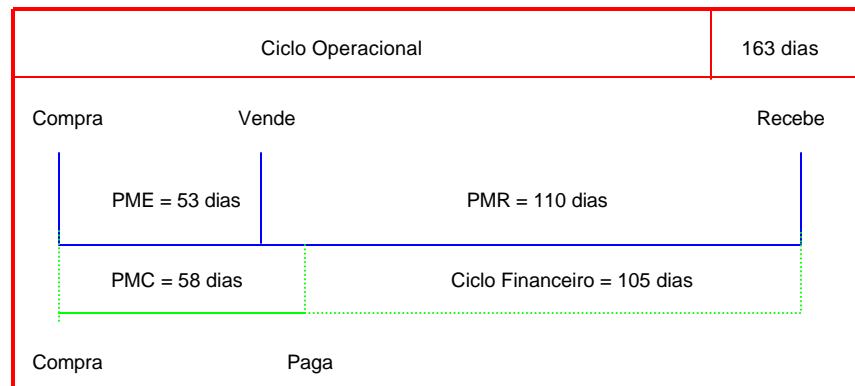 Ciclo Operacional 163 dias
Compra Vende Recebe
PME = 53 dias PMR = 110 dias
PMC = 58 dias Ciclo Financeiro = 105 dias
Compra Paga